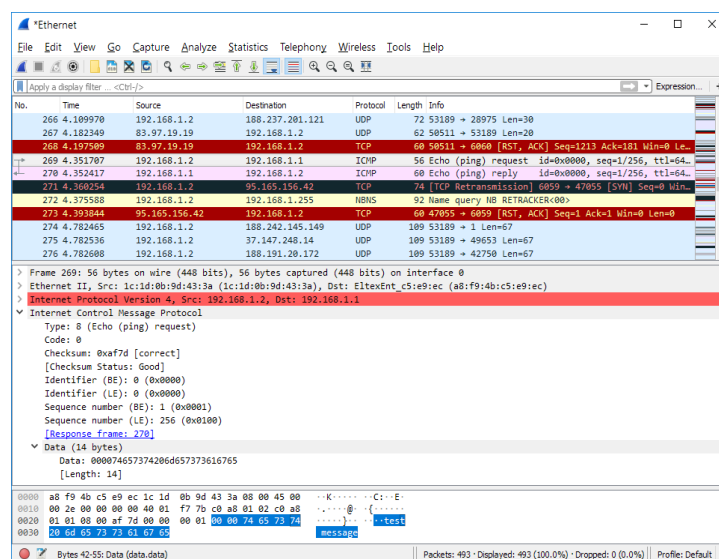 *Ethernet
File Edit View Go Capture Analyze Statistics Telephony Wireless Tools Help
Apply a display filter ... <Ctrl-/> Expression... +
No. Time Source Destination Protocol Length Info
266 4.109970 192.168.1.2 188.237.201.121 UDP 72 53189 → 28975 Len=30
267 4.182349 83.97.19.19 192.168.1.2 UDP 62 50511 → 53189 Len=20
268 4.197509 83.97.19.19 192.168.1.2 TCP 60 50511 → 6060 [RST, ACK] Seq=1213 Ack=181 Win=0 Le…
269 4.351707 192.168.1.2 192.168.1.1 ICMP 56 Echo (ping) request id=0x0000, seq=1/256, ttl=64…
270 4.352417 192.168.1.1 192.168.1.2 ICMP 60 Echo (ping) reply id=0x0000, seq=1/256, ttl=64…
271 4.360254 192.168.1.2 95.165.156.42 TCP 74 [TCP Retransmission] 6059 → 47055 [SYN] Seq=0 Win…
272 4.375588 192.168.1.2 192.168.1.255 NBNS 92 Name query NB RETRACKER<00>
273 4.393844 95.165.156.42 192.168.1.2 TCP 60 47055 → 6059 [RST, ACK] Seq=1 Ack=1 Win=0 Len=0
274 4.782465 192.168.1.2 188.242.145.149 UDP 109 53189 → 1 Len=67
275 4.782536 192.168.1.2 37.147.248.14 UDP 109 53189 → 49653 Len=67
276 4.782608 192.168.1.2 188.191.20.172 UDP 109 53189 → 42750 Len=67
Frame 269: 56 bytes on wire (448 bits), 56 bytes captured (448 bits) on interface 0
Ethernet II, Src: 1c:1d:0b:9d:43:3a (1c:1d:0b:9d:43:3a), Dst: EltexEnt_c5:e9:ec (a8:f9:4b:c5:e9:ec)
Internet Protocol Version 4, Src: 192.168.1.2, Dst: 192.168.1.1
Internet Control Message Protocol
Type: 8 (Echo (ping) request)
Code: 0
Checksum: 0xaf7d [correct]
[Checksum Status: Good]
Identifier (BE): 0 (0x0000)
Identifier (LE): 0 (0x0000)
Sequence number (BE): 1 (0x0001)
Sequence number (LE): 256 (0x0100)
[Response frame: 270]
Data (14 bytes)
Data: 000074657374206d657373616765
[Length: 14]
0000 a8 f9 4b c5 e9 ec 1c 1d 0b 9d 43 3a 08 00 45 00 ··K····· ··C:··E·
0010 00 2e 00 00 00 00 40 01 f7 7b c0 a8 01 02 c0 a8 ·.····@· ·{······
0020 01 01 08 00 af 7d 00 00 00 01 00 00 74 65 73 74 ·····}·· ····test
0030 20 6d 65 73 73 61 67 65 message
Bytes 42-55: Data (data.data) Packets: 493 · Displayed: 493 (100.0%) · Dropped: 0 (0.0%) Profile: Default